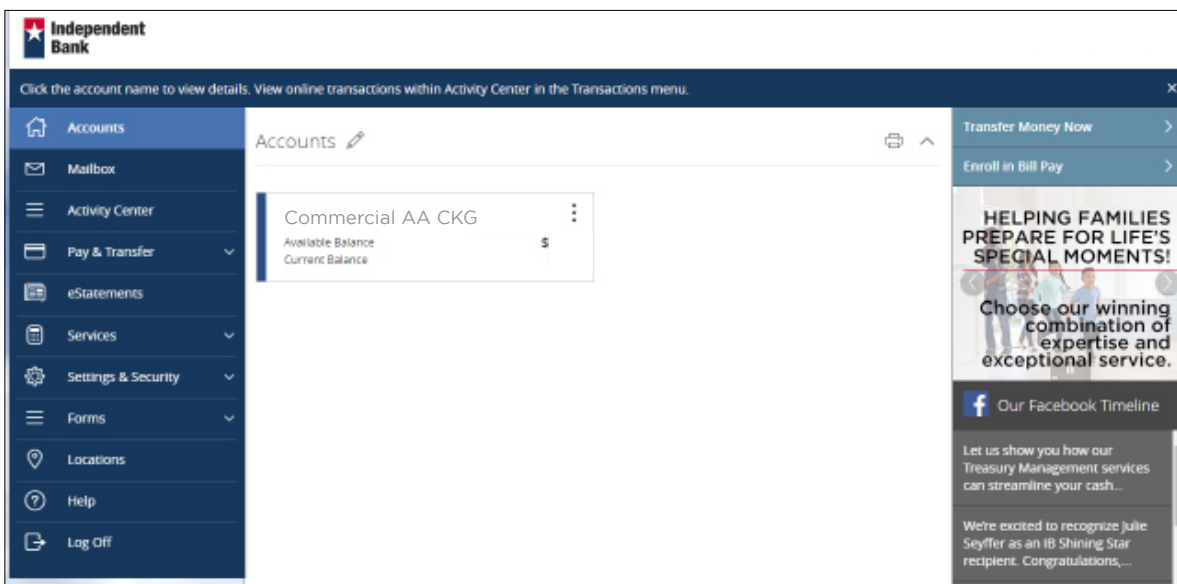 Independent
Bank
Click the account name to view details. View online transactions within Activity Center in the Transactions menu.
Accounts
Mailbox
Activity Center
Pay & Transfer
eStatements
Services
Settings & Security
Forms
Locations
Help
Log Off
Accounts
Commercial AA CKG
Available Balance $
Current Balance
Transfer Money Now
Enroll in Bill Pay
HELPING FAMILIES
PREPARE FOR LIFE'S
SPECIAL MOMENTS!
Choose our winning
combination of
expertise and
exceptional service.
Our Facebook Timeline
Let us show you how our
Treasury Management services
can streamline your cash...
We're excited to recognize Julie
Seyffer as an IB Shining Star
recipient. Congratulations,...